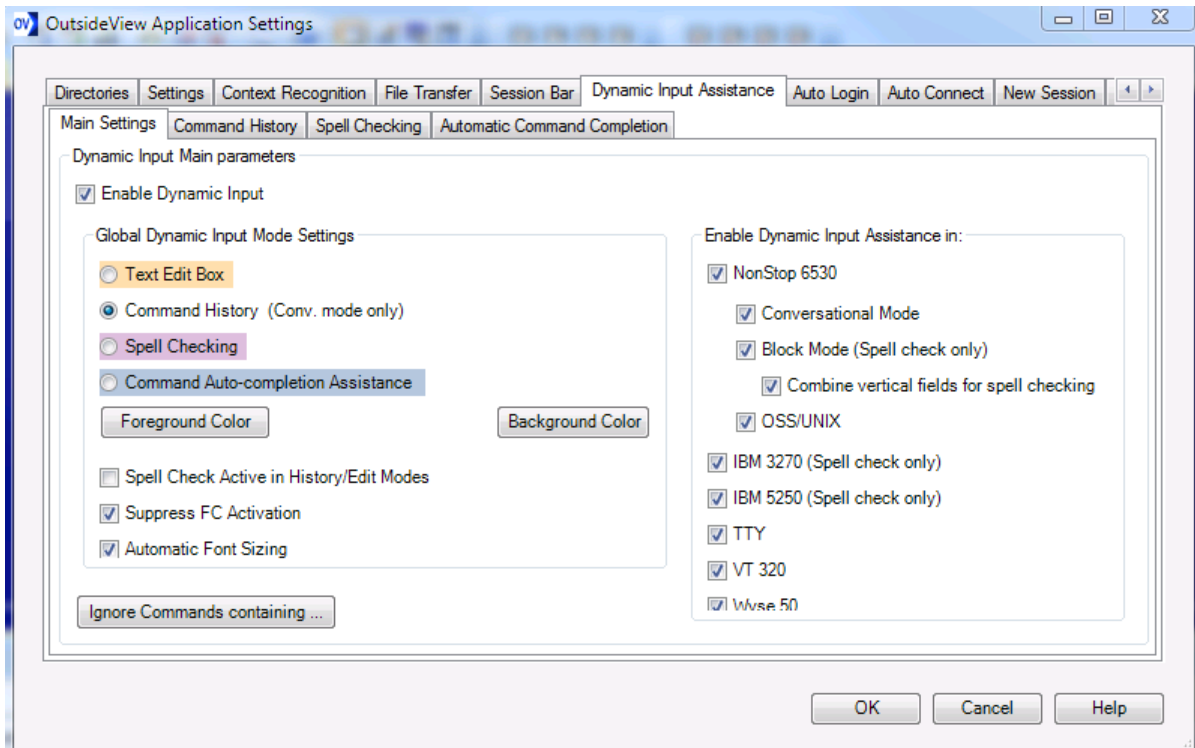 OV OutsideView Application Settings
Directories Settings Context Recognition File Transfer Session Bar Dynamic Input Assistance Auto Login Auto Connect New Session
Main Settings Command History Spell Checking Automatic Command Completion
Dynamic Input Main parameters
Enable Dynamic Input
Global Dynamic Input Mode Settings
Text Edit Box
Command History (Conv. mode only)
Spell Checking
Command Auto-completion Assistance
Foreground Color Background Color
Spell Check Active in History/Edit Modes
Suppress FC Activation
Automatic Font Sizing
Ignore Commands containing ...
Enable Dynamic Input Assistance in:
NonStop 6530
Conversational Mode
Block Mode (Spell check only)
Combine vertical fields for spell checking
OSS/UNIX
IBM 3270 (Spell check only)
IBM 5250 (Spell check only)
TTY
VT 320
Wyse 50
OK Cancel Help